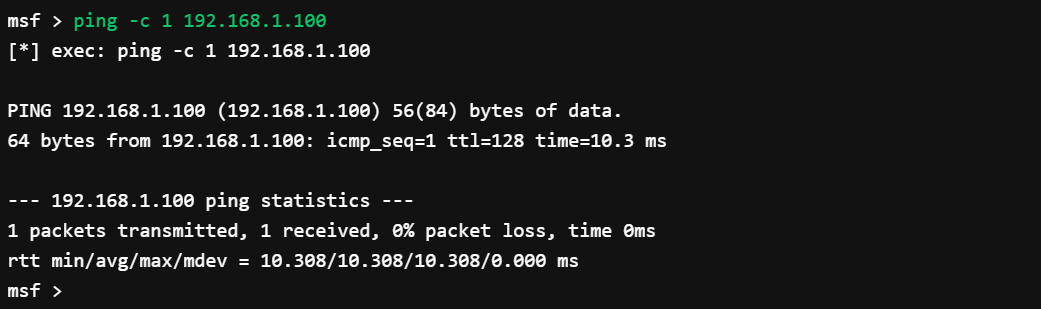 msf > ping -c 1 192.168.1.100
[*] exec: ping -c 1 192.168.1.100
PING 192.168.1.100 (192.168.1.100) 56(84) bytes of data.
64 bytes from 192.168.1.100: icmp_seq=1 ttl=128 time=10.3 ms
--- 192.168.1.100 ping statistics ---
1 packets transmitted, 1 received, 0% packet loss, time 0ms
rtt min/avg/max/mdev = 10.308/10.308/10.308/0.000 ms
msf >